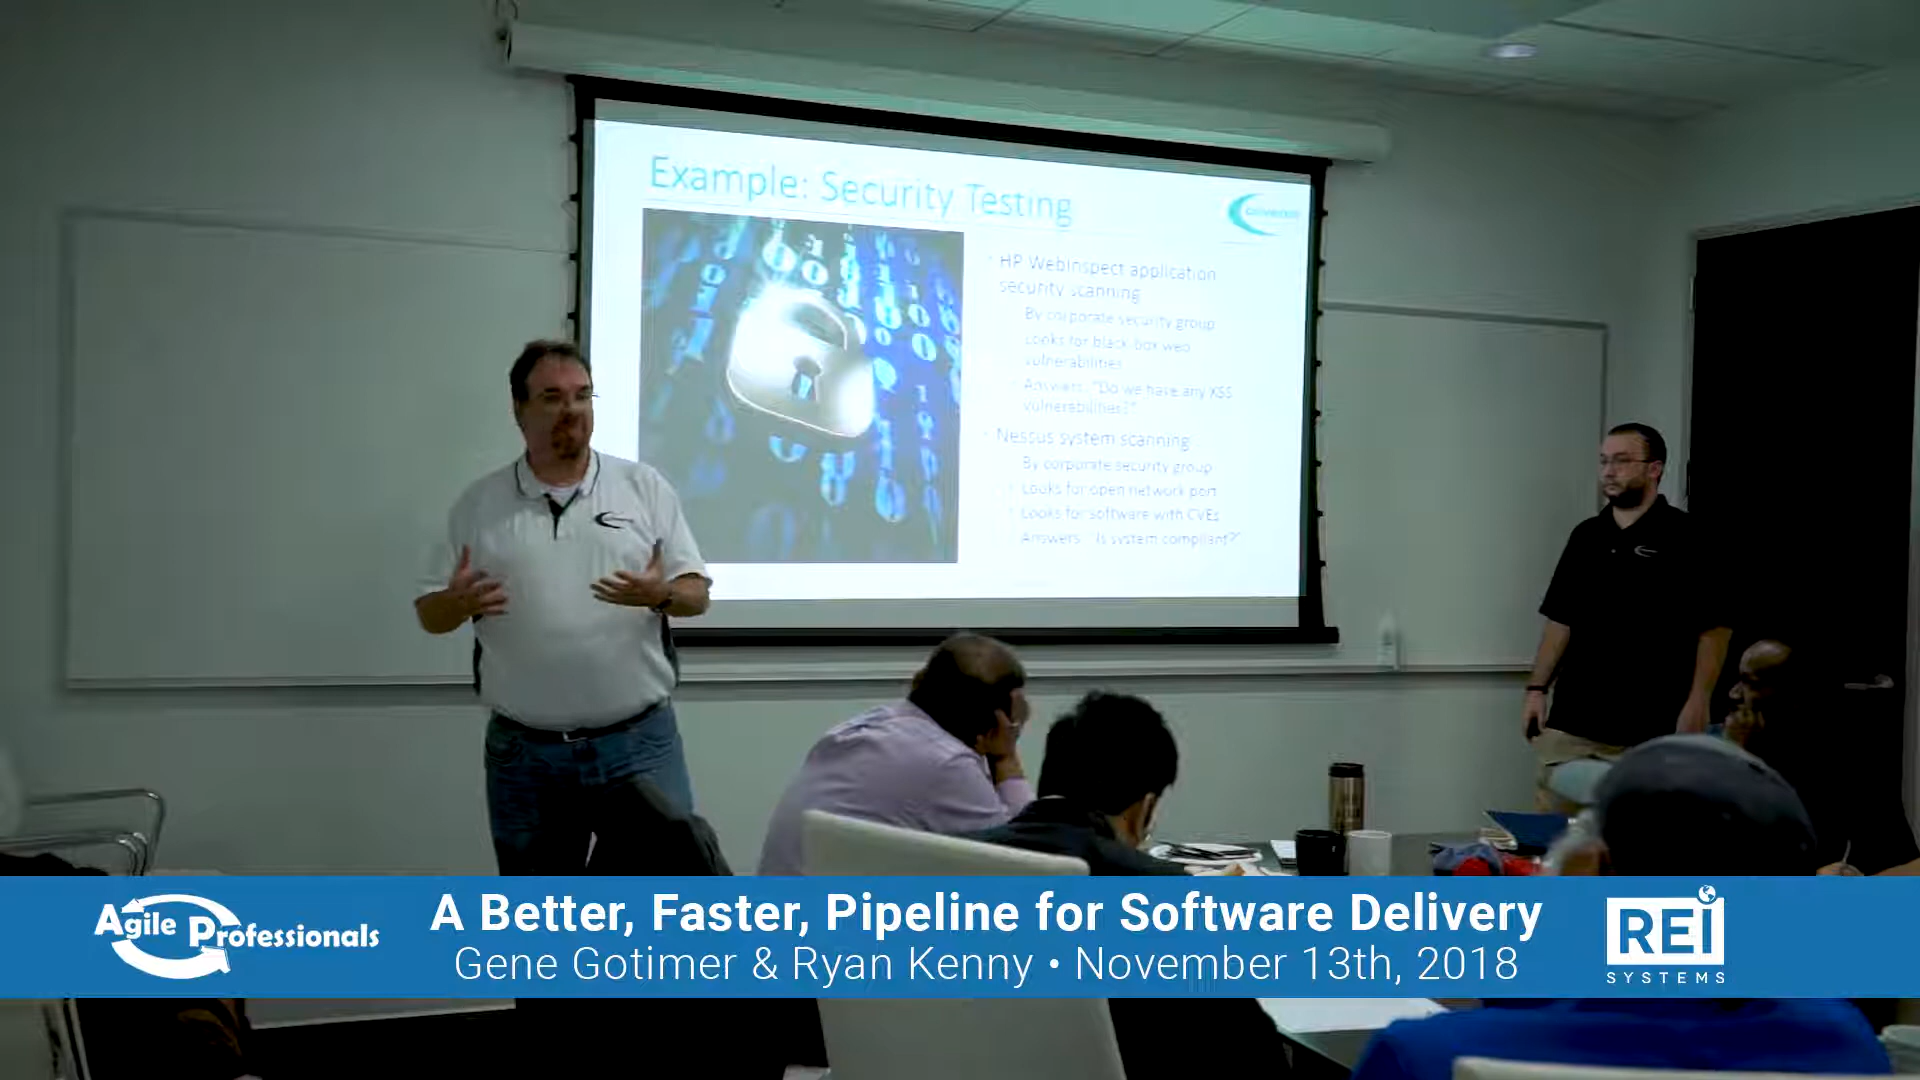 Example: Security Testing
HP WebInspect application
security scanning
By corporate security group
Looks for black-box web
vulnerabilities
Answers: "Do we have any XSS
vulnerabilities?"
Nessus system scanning
By corporate security group
Looks for open network port
Looks for software with CVEs
Answers: "Is system compliant?"
Agile Professionals
A Better, Faster, Pipeline for Software Delivery
Gene Gotimer & Ryan Kenny • November 13th, 2018
REI
SYSTEMS